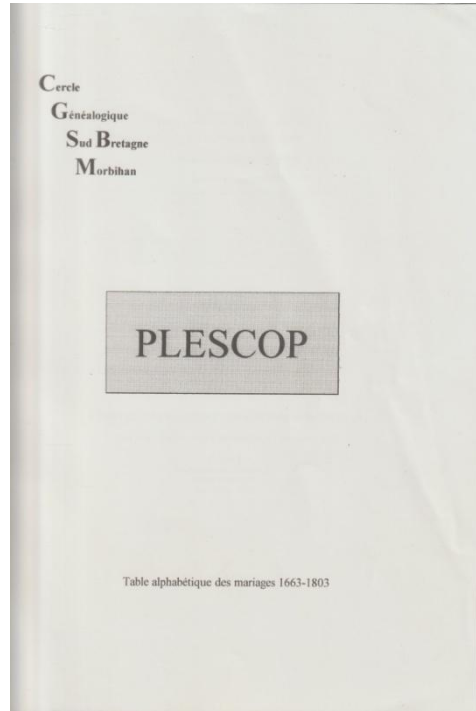 Cercle
Généalogique
Sud Bretagne
Morbihan
PLESCOP
Table alphabétique des mariages 1663-1803